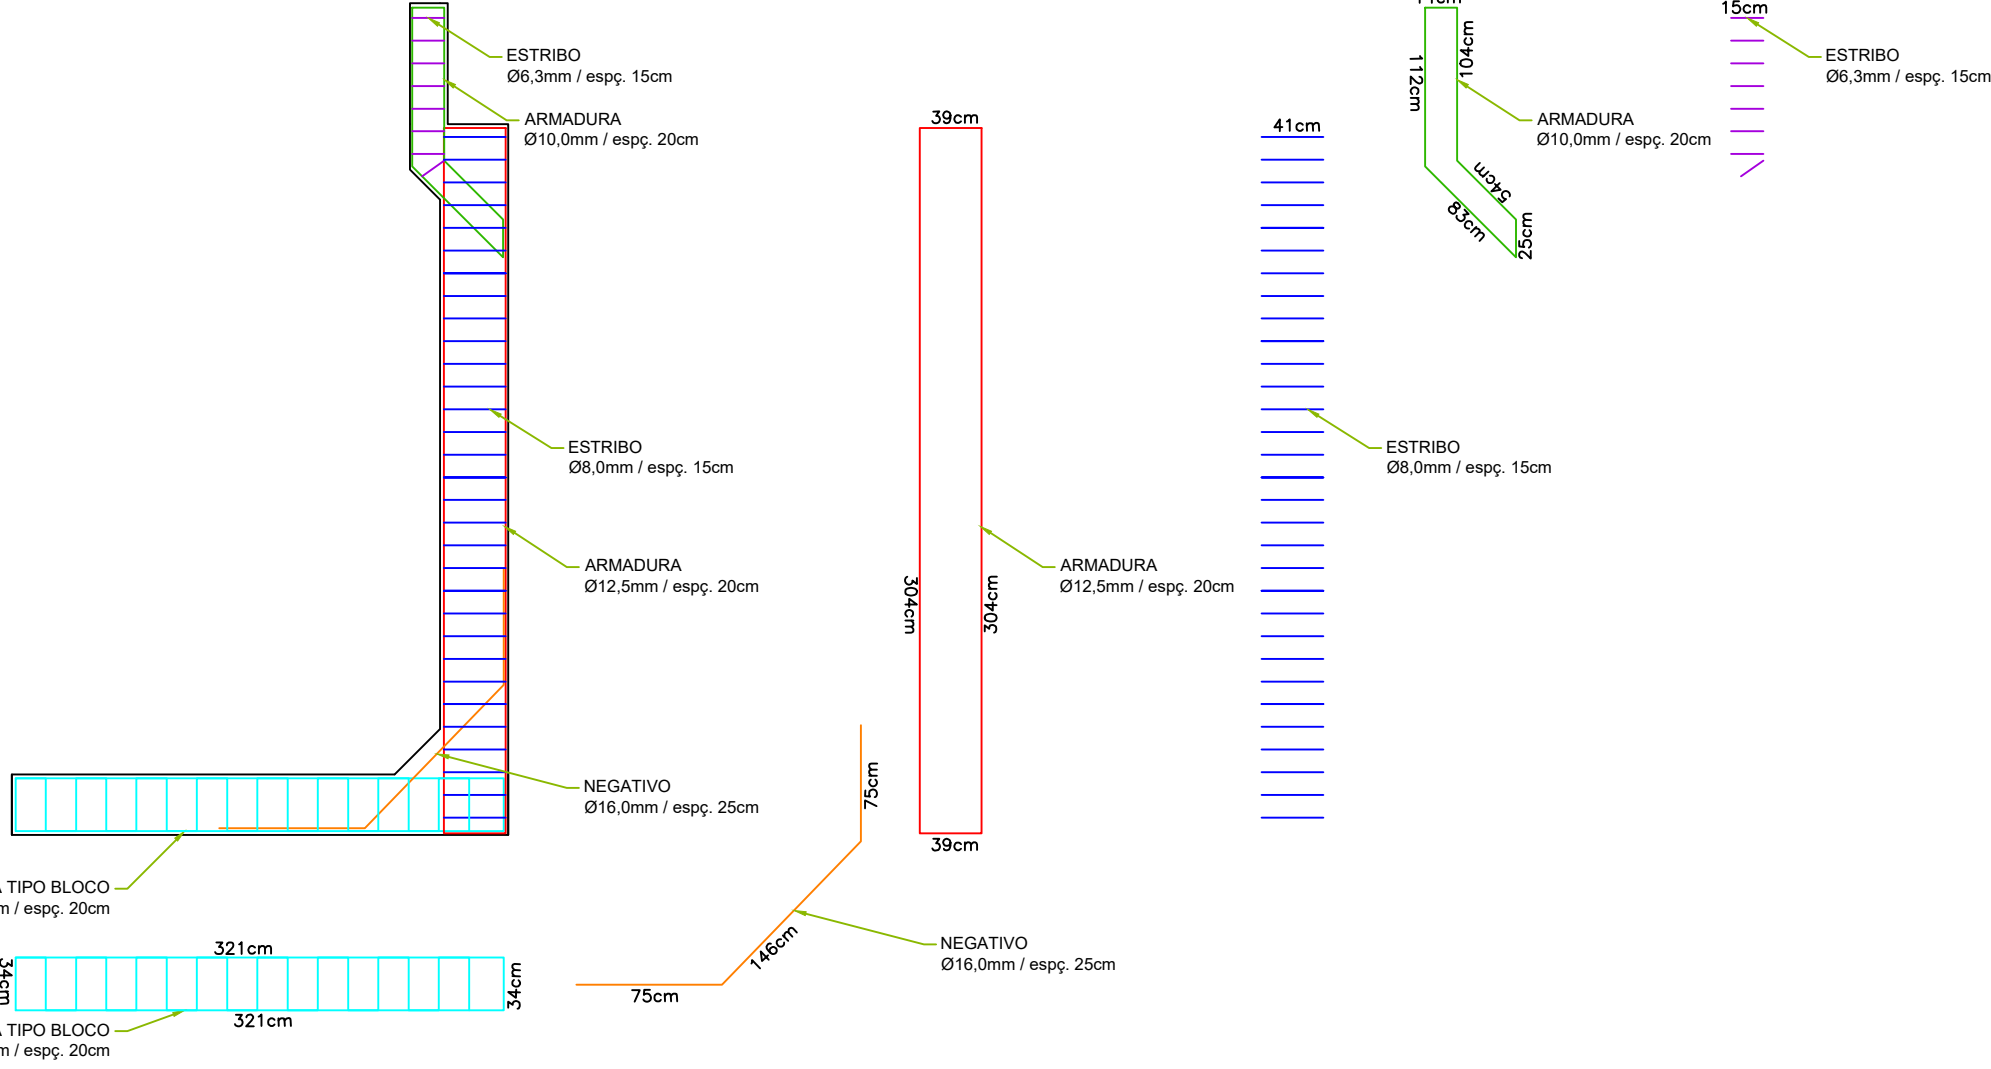 ESTRIBO
Ø6,3mm / espç. 15cm
ARMADURA
Ø10,0mm / espç. 20cm
ESTRIBO
Ø8,0mm / espç. 15cm
ARMADURA
Ø12,5mm / espç. 20cm
NEGATIVO
Ø16,0mm / espç. 25cm
TIPO BLOCO
/ espç. 20cm
321cm
34cm
34cm
321cm
TIPO BLOCO
/ espç. 20cm
75cm
146cm
75cm
NEGATIVO
Ø16,0mm / espç. 25cm
39cm
304cm
304cm
39cm
ARMADURA
Ø12,5mm / espç. 20cm
41cm
ESTRIBO
Ø8,0mm / espç. 15cm
112cm
104cm
54cm
83cm
25cm
ARMADURA
Ø10,0mm / espç. 20cm
15cm
ESTRIBO
Ø6,3mm / espç. 15cm